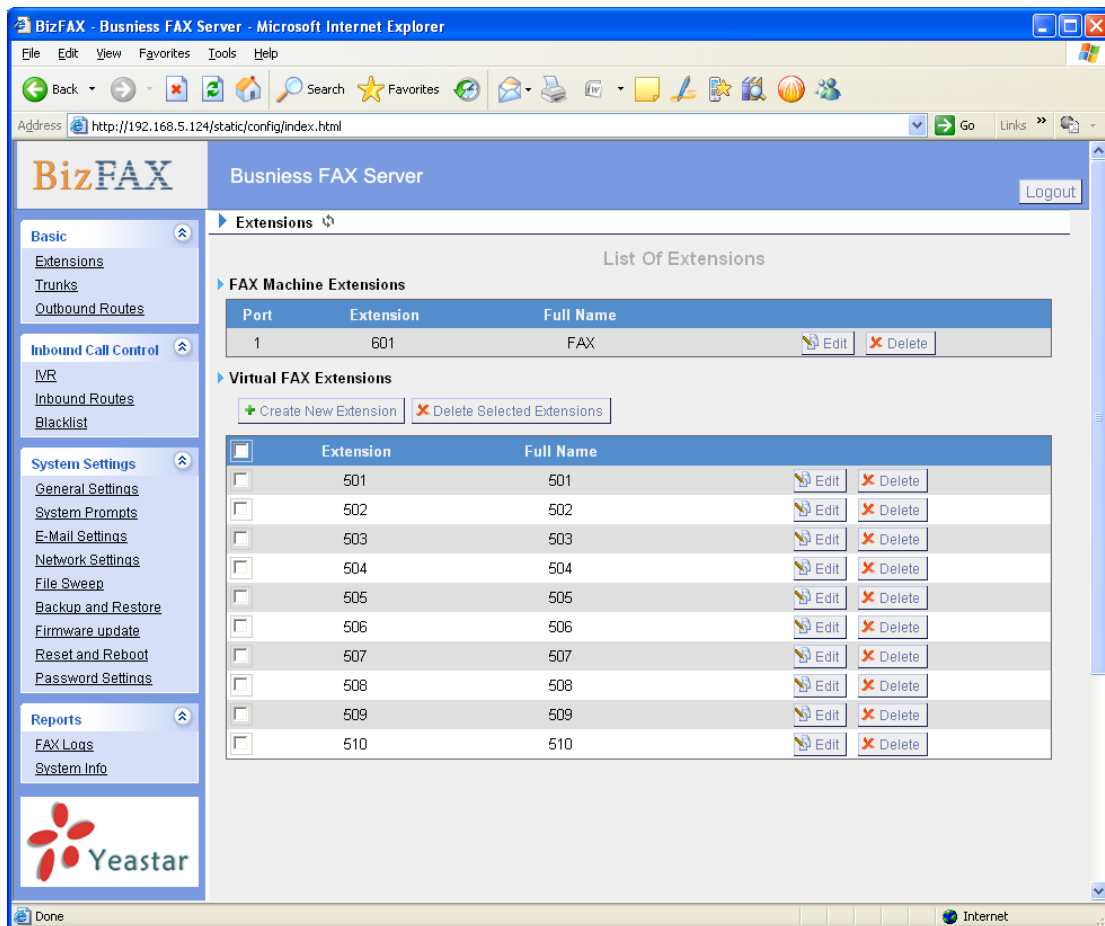 BizFAX - Busniess FAX Server - Microsoft Internet Explorer
File Edit View Favorites Tools Help
Back Search Favorites
Address http://192.168.5.124/static/config/index.html Go Links »
BizFAX
Busniess FAX Server
Logout
Basic
Extensions
Trunks
Outbound Routes
Inbound Call Control
IVR
Inbound Routes
Blacklist
System Settings
General Settings
System Prompts
E-Mail Settings
Network Settings
File Sweep
Backup and Restore
Firmware update
Reset and Reboot
Password Settings
Reports
FAX Logs
System Info
Yeastar
Extensions
List Of Extensions
FAX Machine Extensions
Port Extension Full Name
1 601 FAX Edit Delete
Virtual FAX Extensions
Create New Extension Delete Selected Extensions
Extension Full Name
501 501 Edit Delete
502 502 Edit Delete
503 503 Edit Delete
504 504 Edit Delete
505 505 Edit Delete
506 506 Edit Delete
507 507 Edit Delete
508 508 Edit Delete
509 509 Edit Delete
510 510 Edit Delete
Done Internet